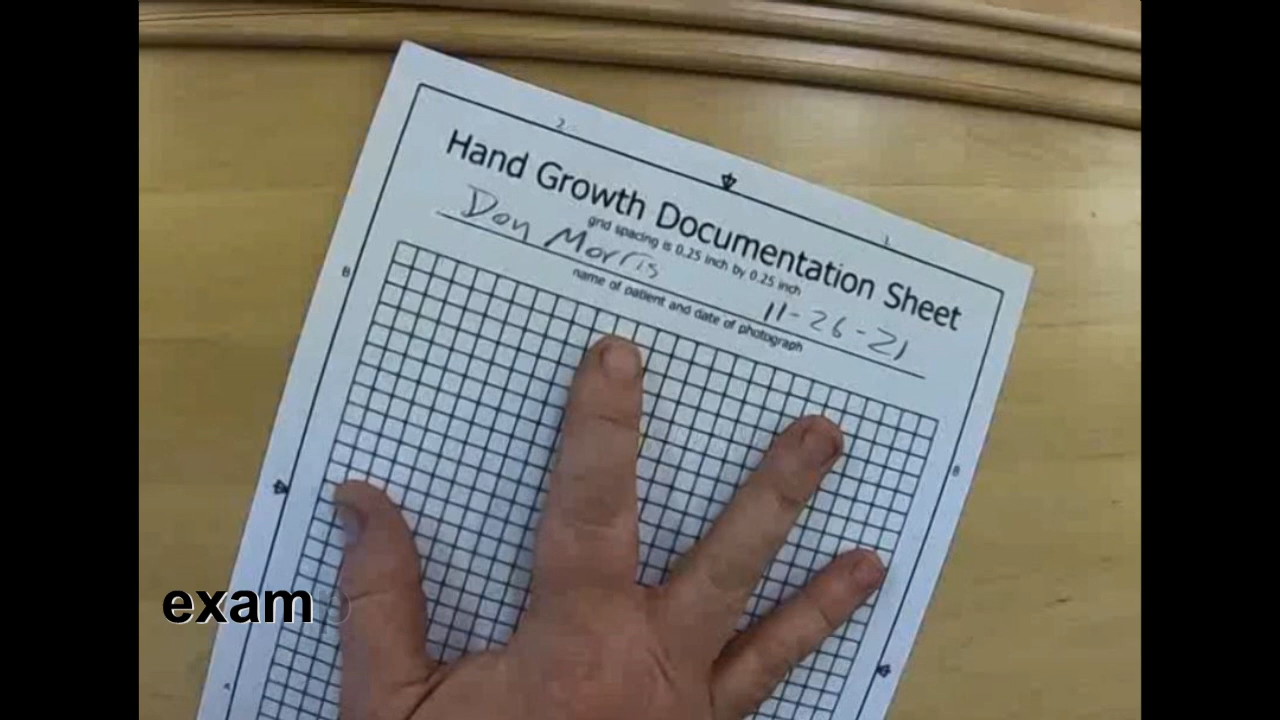 Hand Growth Documentation Sheet
grid spacing is 0.25 inch by 0.25 inch
Don Morris 11-26-21
name of patient and date of photograph
B
B
exam